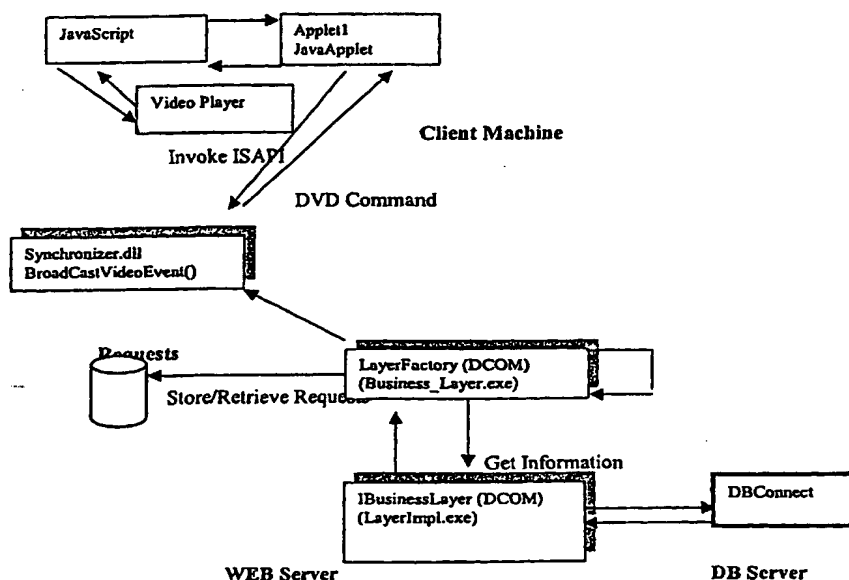 JavaScript
Applet1
JavaApplet
Video Player
Client Machine
Invoke ISAPI
DVD Command
Synchronizer.dll
BroadCastVideoEvent()
Requests
LayerFactory (DCOM)
(Business_Layer.exe)
Store/Retrieve Requests
Get Information
IBusinessLayer (DCOM)
(LayerImpl.exe)
DBConnect
WEB Server
DB Server